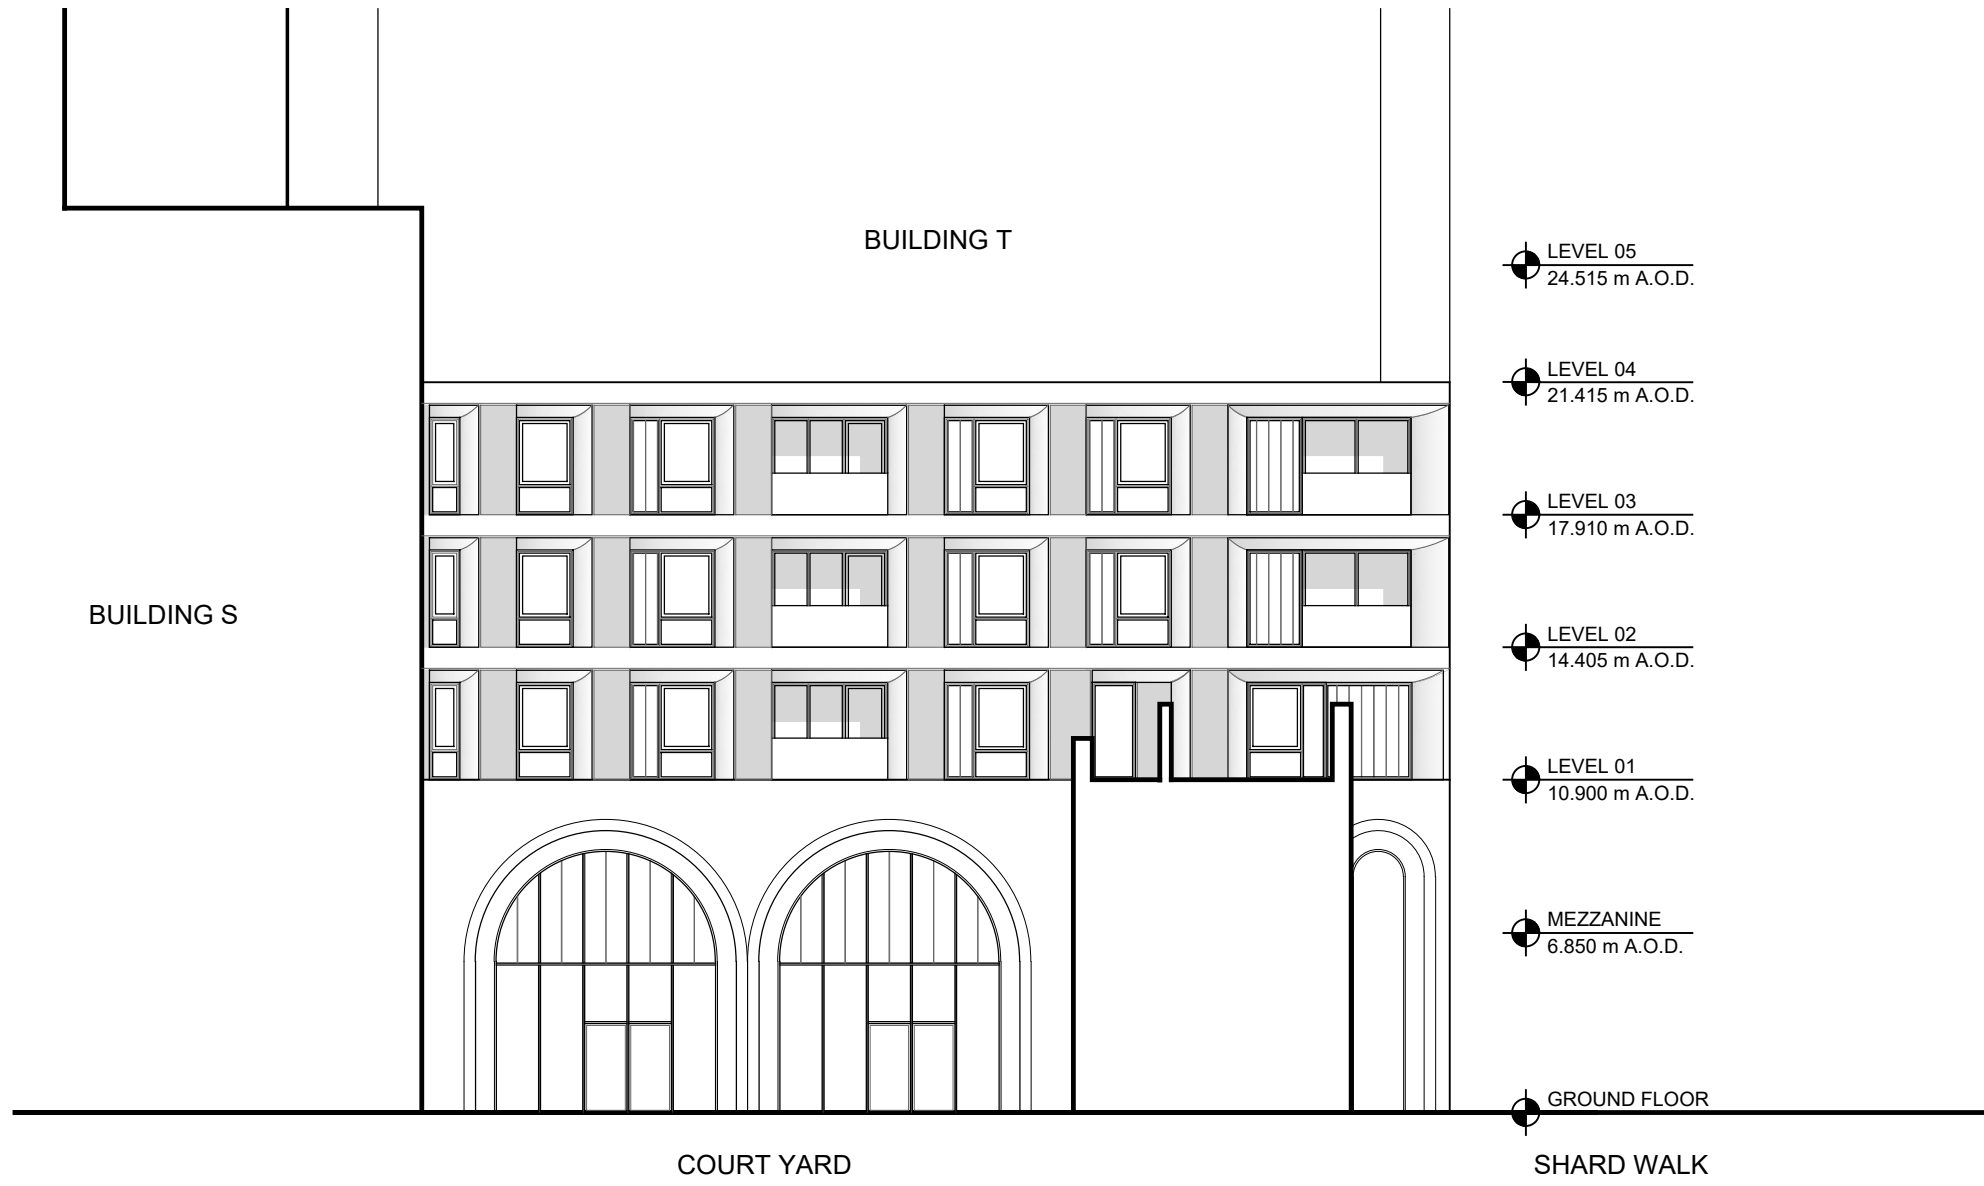 BUILDING T
LEVEL 05
24.515 m A.O.D.
LEVEL 04
21.415 m A.O.D.
LEVEL 03
17.910 m A.O.D.
BUILDING S
LEVEL 02
14.405 m A.O.D.
LEVEL 01
10.900 m A.O.D.
MEZZANINE
6.850 m A.O.D.
GROUND FLOOR
COURT YARD
SHARD WALK